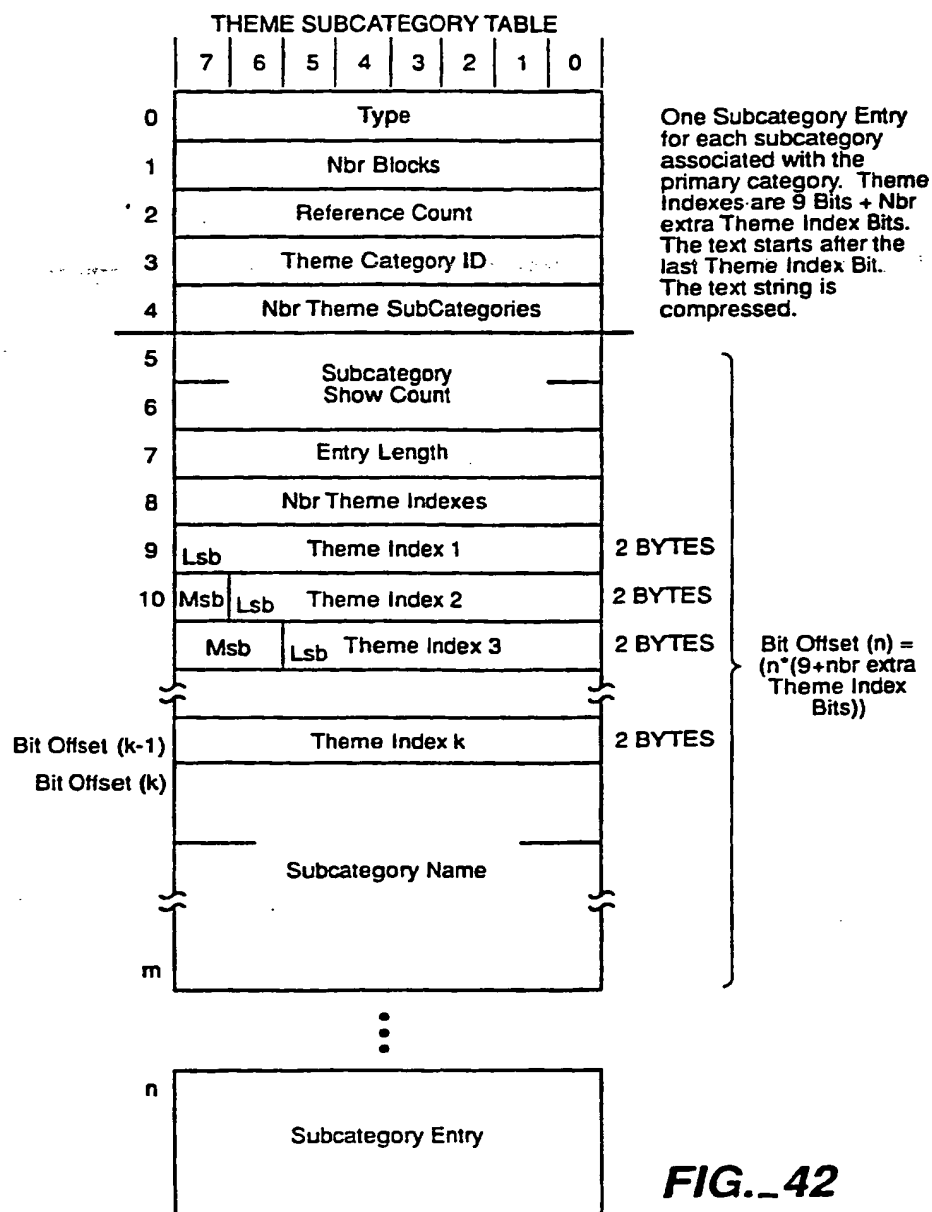 THEME SUBCATEGORY TABLE
7 6 5 4 3 2 1 0
0 Type
1 Nbr Blocks
2 Reference Count
3 Theme Category ID
4 Nbr Theme SubCategories
One Subcategory Entry
for each subcategory
associated with the
primary category. Theme
Indexes are 9 Bits + Nbr
extra Theme Index Bits.
The text starts after the
last Theme Index Bit.
The text string is
compressed.
5
Subcategory
Show Count
6
7 Entry Length
8 Nbr Theme Indexes
9 Lsb Theme Index 1 2 BYTES
10 Msb Lsb Theme Index 2 2 BYTES
Msb Lsb Theme Index 3 2 BYTES
Bit Offset (n) =
(n*(9+nbr extra
Theme Index
Bits))
Bit Offset (k-1) Theme Index k 2 BYTES
Bit Offset (k)
Subcategory Name
m
n
Subcategory Entry
FIG._42